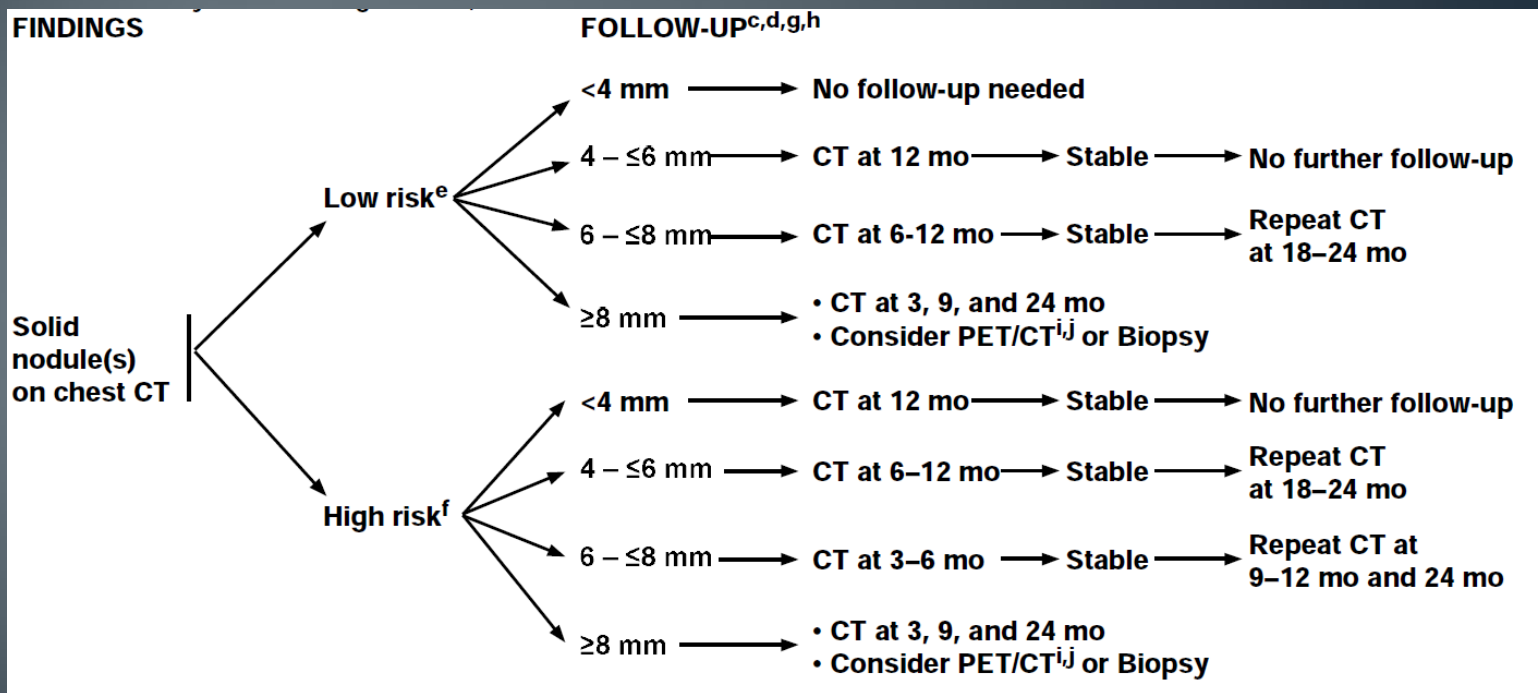 FINDINGS
FOLLOW-UPc,d,g,h
<4 mm
No follow-up needed
4 – ≤6 mm
CT at 12 mo
Stable
No further follow-up
Low riske
6 – ≤8 mm
CT at 6-12 mo
Stable
Repeat CT
at 18–24 mo
≥8 mm
• CT at 3, 9, and 24 mo
• Consider PET/CTi,j or Biopsy
Solid
nodule(s)
on chest CT
<4 mm
CT at 12 mo
Stable
No further follow-up
4 – ≤6 mm
CT at 6–12 mo
Stable
Repeat CT
at 18–24 mo
High riskf
6 – ≤8 mm
CT at 3–6 mo
Stable
Repeat CT at
9–12 mo and 24 mo
≥8 mm
• CT at 3, 9, and 24 mo
• Consider PET/CTi,j or Biopsy